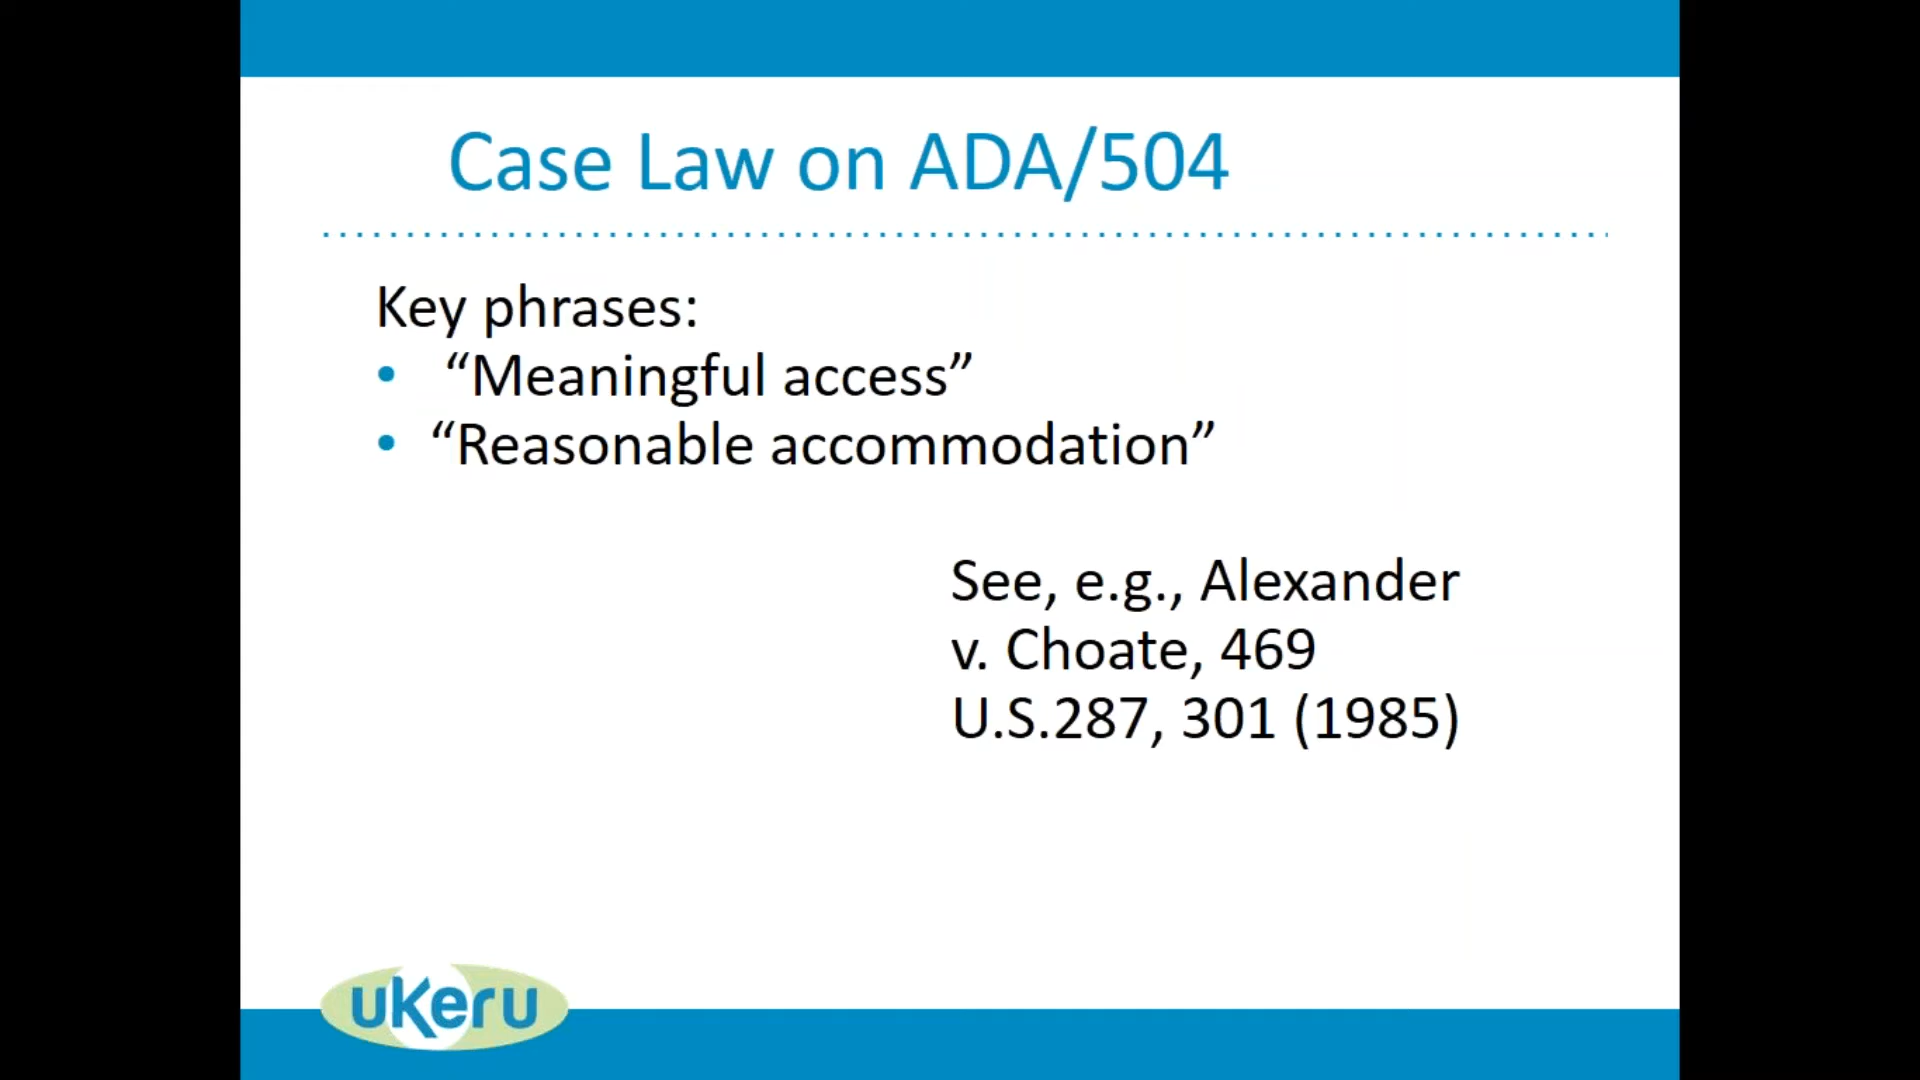 Case Law on ADA/504
Key phrases:
• “Meaningful access”
• “Reasonable accommodation”
See, e.g., Alexander
v. Choate, 469
U.S.287, 301 (1985)
uKeru